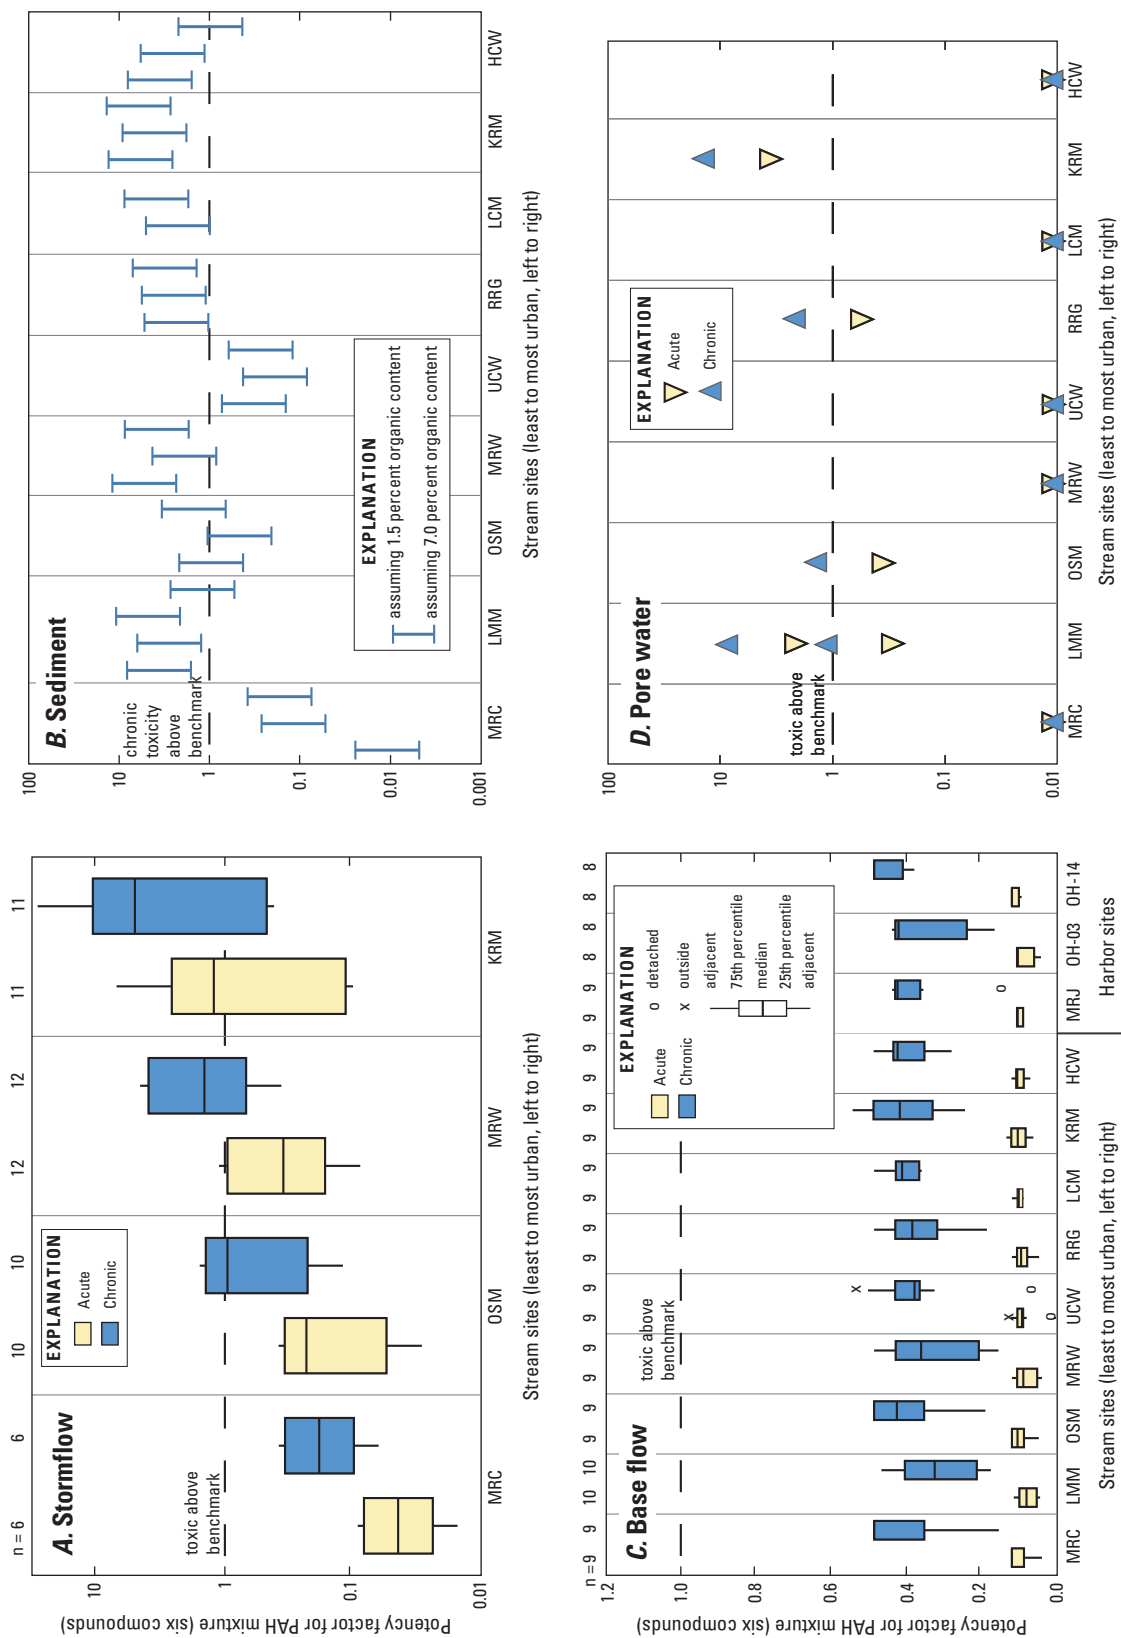 A. Stormflow
n = 6 6 10 10 12 12 11 11
10
1
0.1
0.01
Potency factor for PAH mixture (six compounds)
toxic above
benchmark
EXPLANATION
Acute
Chronic
MRC OSM MRW KRM
Stream sites (least to most urban, left to right)
B. Sediment
100
10
1
0.1
0.01
0.001
chronic
toxicity
above
benchmark
EXPLANATION
assuming 1.5 percent organic content
assuming 7.0 percent organic content
MRC LMM OSM MRW UCW RRG LCM KRM HCW
Stream sites (least to most urban, left to right)
C. Base flow
n = 9 9 10 10 9 9 9 9 9 9 9 9 9 9 9 9 9 9 9 9 8 8 8 8
1.2
1.0
0.8
0.6
0.4
0.2
0.0
Potency factor for PAH mixture (six compounds)
toxic above
benchmark
EXPLANATION
Acute
Chronic
o detached
x outside
adjacent
75th percentile
median
25th percentile
adjacent
MRC LMM OSM MRW UCW RRG LCM KRM HCW MRJ OH-03 OH-14
Stream sites (least to most urban, left to right)
Harbor sites
D. Pore water
100
10
1
0.1
0.01
toxic above
benchmark
EXPLANATION
Acute
Chronic
MRC LMM OSM MRW UCW RRG LCM KRM HCW
Stream sites (least to most urban, left to right)